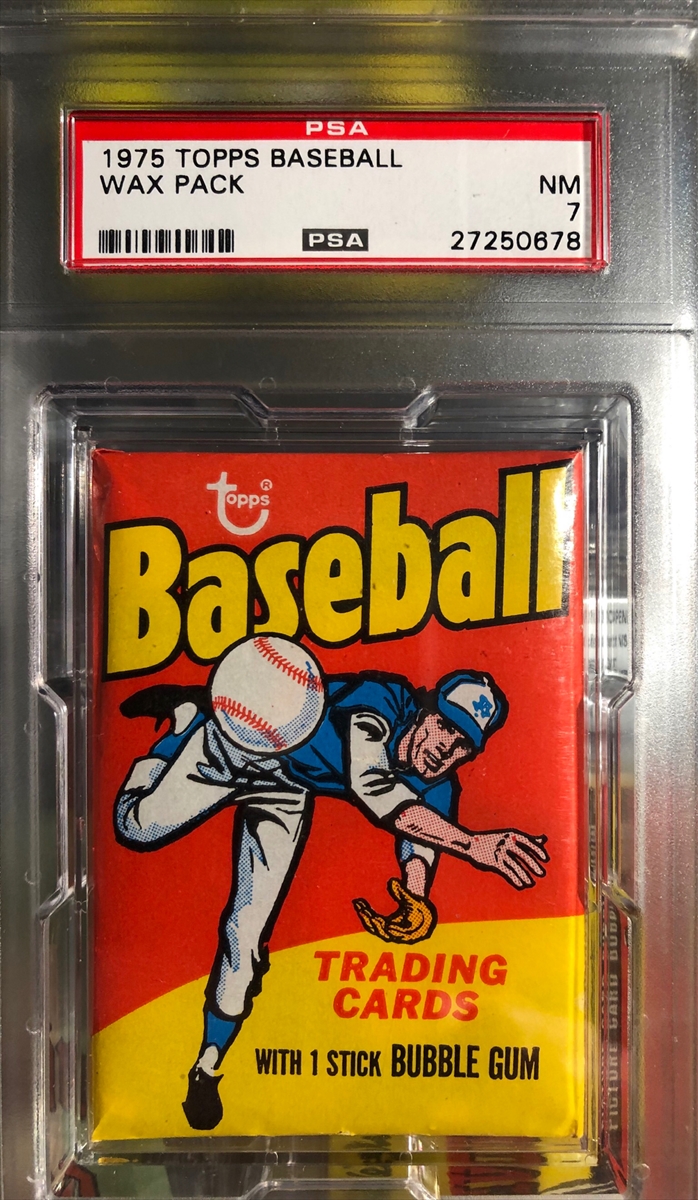 PSA
1975 TOPPS BASEBALL
WAX PACK
NM
7
PSA
27250678
Topps®
Baseball
TRADING
CARDS
WITH 1 STICK BUBBLE GUM